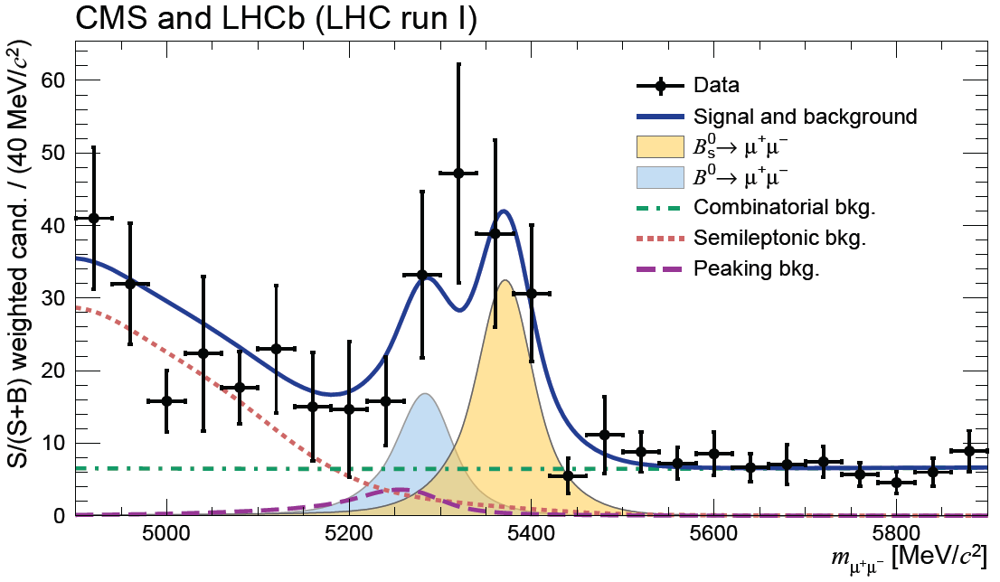 CMS and LHCb (LHC run I)
S/(S+B) weighted cand. / (40 MeV/c²)
60
50
40
30
20
10
0
Data
Signal and background
B⁰ₛ → μ⁺μ⁻
B⁰ → μ⁺μ⁻
Combinatorial bkg.
Semileptonic bkg.
Peaking bkg.
5000 5200 5400 5600 5800
m_μ⁺μ⁻ [MeV/c²]